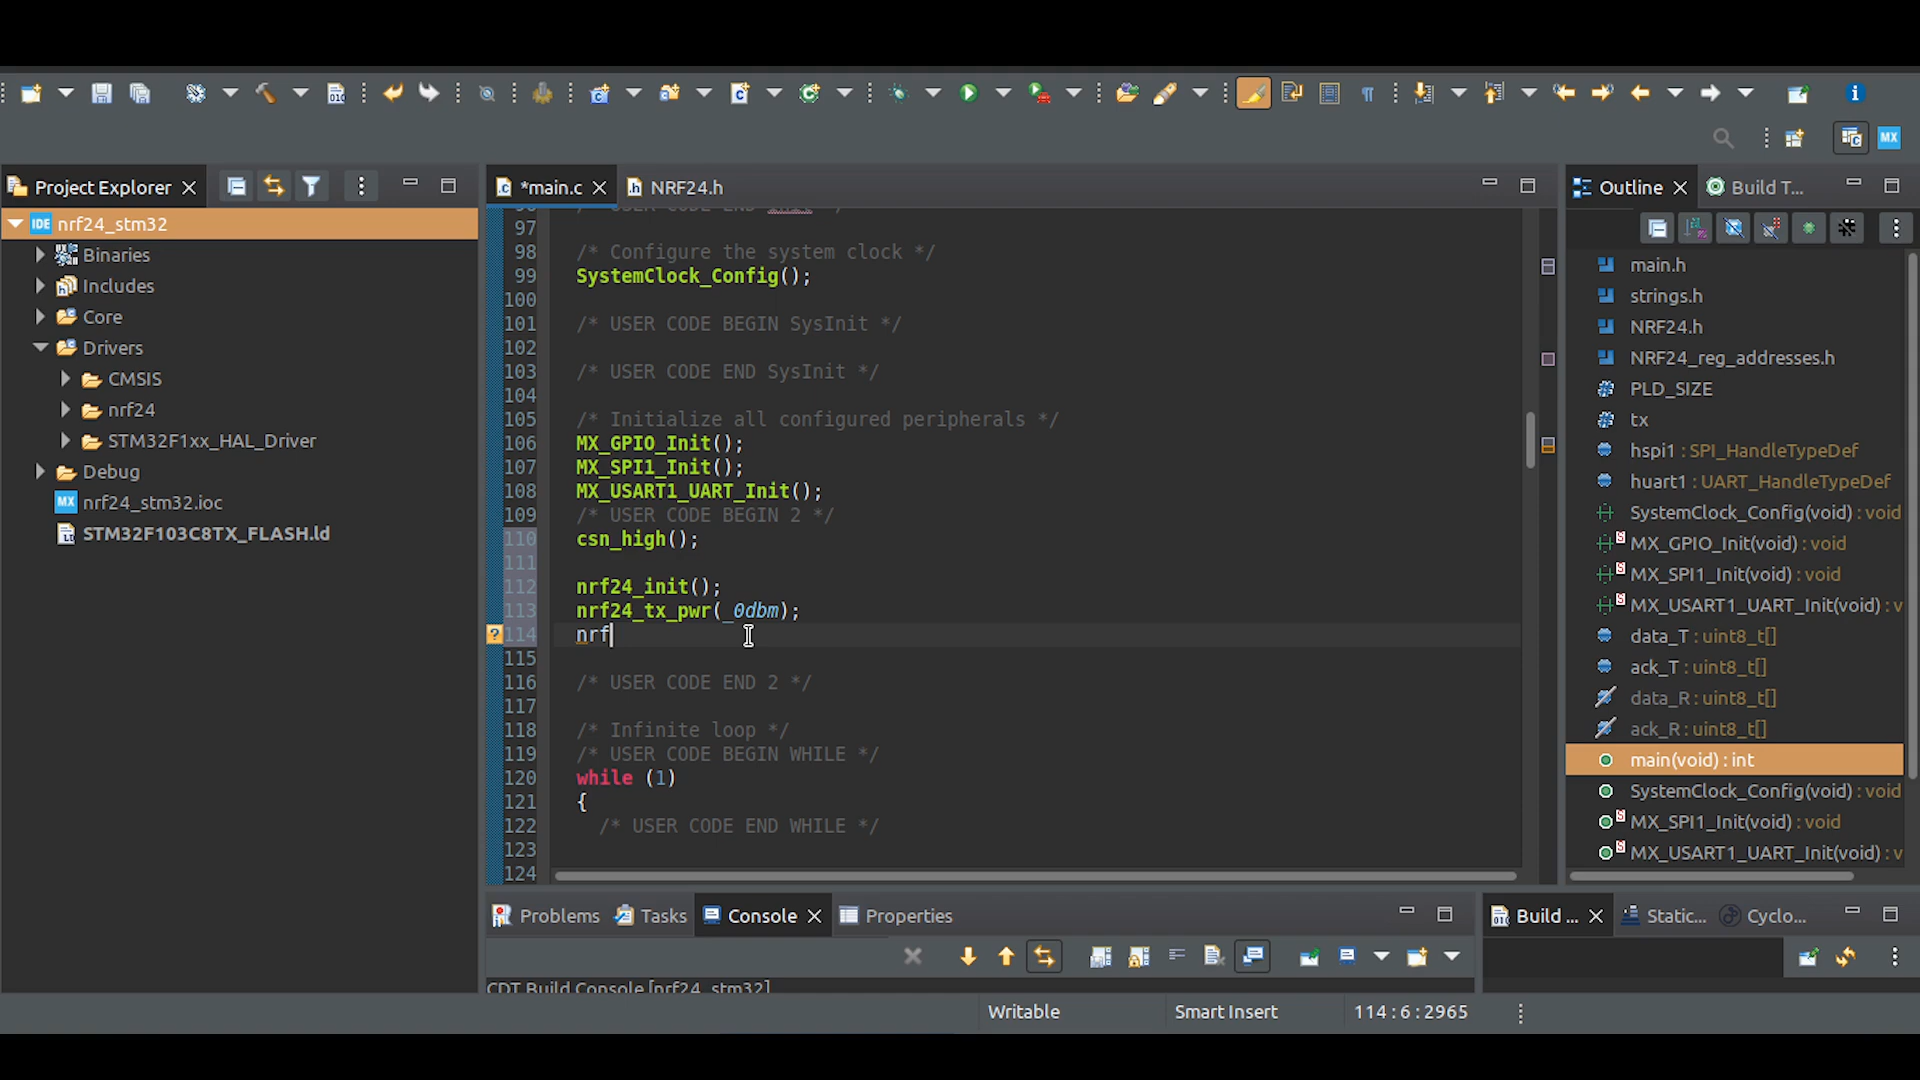 Project Explorer
nrf24_stm32
Binaries
Includes
Core
Drivers
CMSIS
nrf24
STM32F1xx_HAL_Driver
Debug
nrf24_stm32.ioc
STM32F103C8TX_FLASH.ld
*main.c
NRF24.h
97
98 /* Configure the system clock */
99 SystemClock_Config();
100
101 /* USER CODE BEGIN SysInit */
102
103 /* USER CODE END SysInit */
104
105 /* Initialize all configured peripherals */
106 MX_GPIO_Init();
107 MX_SPI1_Init();
108 MX_USART1_UART_Init();
109 /* USER CODE BEGIN 2 */
110 csn_high();
111
112 nrf24_init();
113 nrf24_tx_pwr(_0dbm);
114 nrf
115
116 /* USER CODE END 2 */
117
118 /* Infinite loop */
119 /* USER CODE BEGIN WHILE */
120 while (1)
121 {
122 /* USER CODE END WHILE */
123
124
Outline
Build T...
main.h
strings.h
NRF24.h
NRF24_reg_addresses.h
PLD_SIZE
tx
hspi1 : SPI_HandleTypeDef
huart1 : UART_HandleTypeDef
SystemClock_Config(void) : void
MX_GPIO_Init(void) : void
MX_SPI1_Init(void) : void
MX_USART1_UART_Init(void) : v
data_T : uint8_t[]
ack_T : uint8_t[]
data_R : uint8_t[]
ack_R : uint8_t[]
main(void) : int
SystemClock_Config(void) : void
MX_SPI1_Init(void) : void
MX_USART1_UART_Init(void) : v
Problems Tasks Console Properties
CDT Build Console [nrf24_stm32]
Build ... Static... Cyclo...
Writable Smart Insert 114 : 6 : 2965